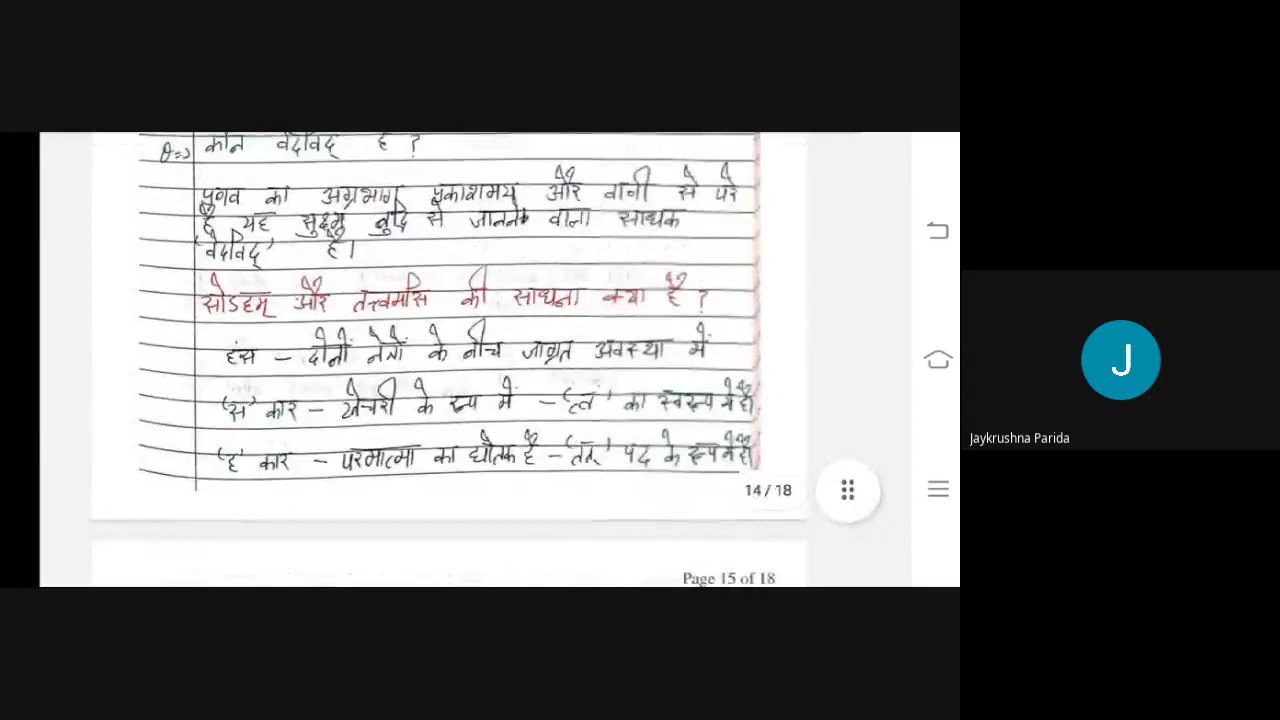 θ⇒ कौन वेदविद् है ?
प्रणव का अग्रभाग प्रकाशमय और वानी से परे
है यह सुक्ष्म बुद्दि से जानने वाला साधक
'वेदविद्' है।
सोऽहम् और तत्त्वमसि की साधना क्या है ?
हंस – दोनों नेत्रों के बीच जाग्रत अवस्था में
'स' कार – खेचरी के रूप में – 'त्वं' का स्वरूप में है।
'ह' कार – परमात्मा का द्यौतक है – 'तत्' पद के रूप में है।
14 / 18
Page 15 of 18
J
Jaykrushna Parida